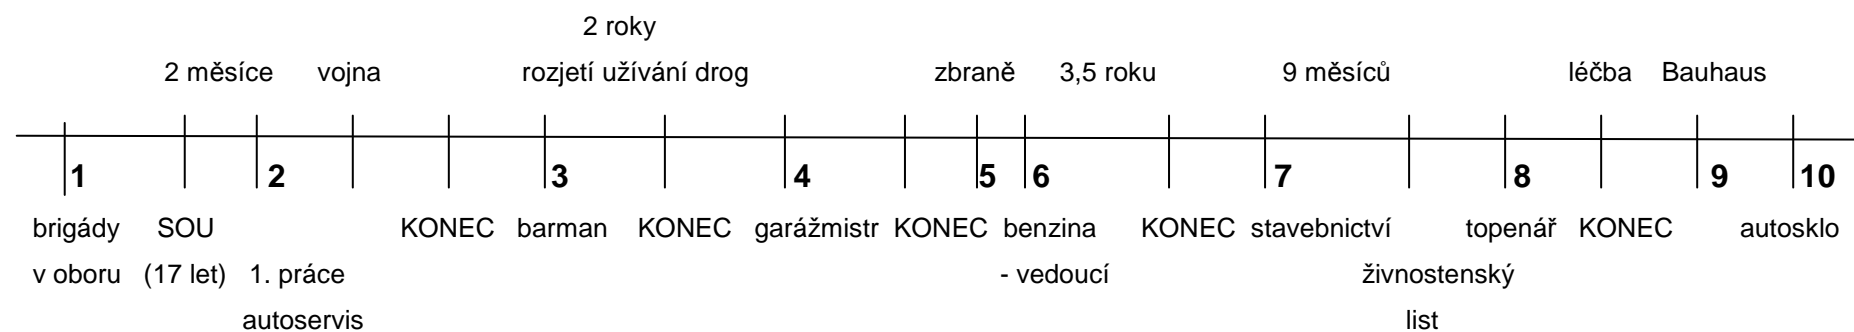 2 roky
2 měsíce vojna rozjetí užívání drog zbraně 3,5 roku 9 měsíců léčba Bauhaus
1 2 3 4 5 6 7 8 9 10
brigády SOU KONEC barman KONEC garážmistr KONEC benzina KONEC stavebnictví topenář KONEC autosklo
v oboru (17 let) 1. práce - vedoucí živnostenský
autoservis list